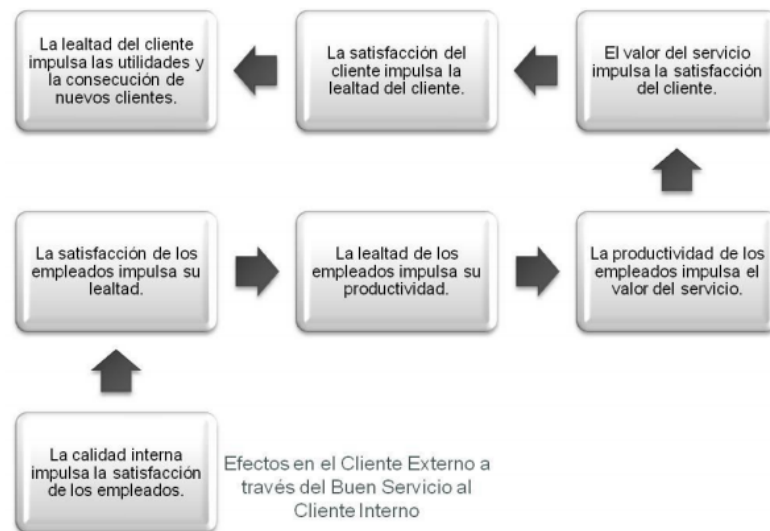 La lealtad del cliente
impulsa las utilidades y
la consecución de
nuevos clientes.
La satisfacción del
cliente impulsa la
lealtad del cliente.
El valor del servicio
impulsa la satisfacción
del cliente.
La satisfacción de los
empleados impulsa su
lealtad.
La lealtad de los
empleados impulsa su
productividad.
La productividad de los
empleados impulsa el
valor del servicio.
La calidad interna
impulsa la satisfacción
de los empleados.
Efectos en el Cliente Externo a
través del Buen Servicio al
Cliente Interno